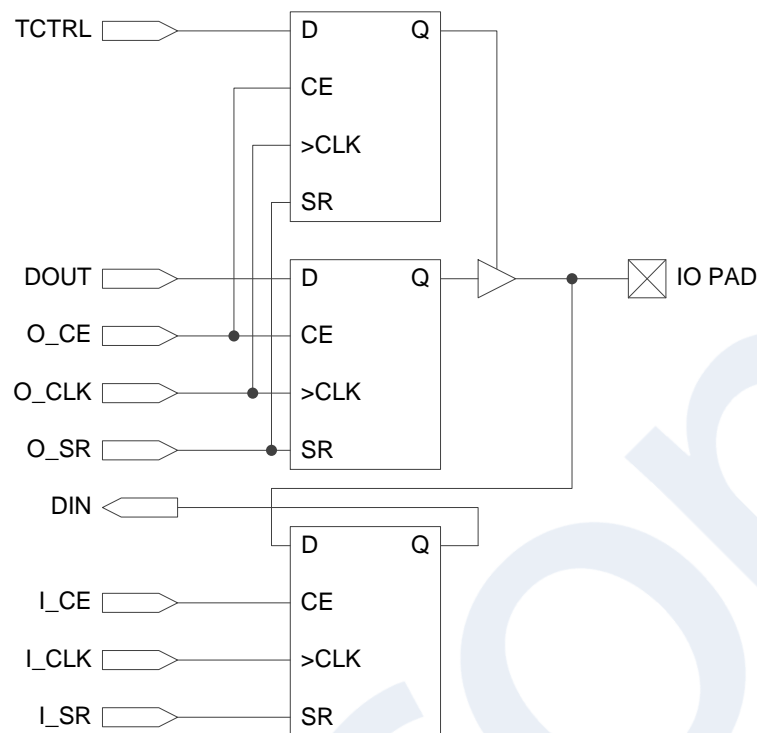 TCTRL
D Q
CE
>CLK
SR
DOUT
D Q
IO PAD
O_CE
CE
O_CLK
>CLK
O_SR
SR
DIN
D Q
I_CE
CE
I_CLK
>CLK
I_SR
SR